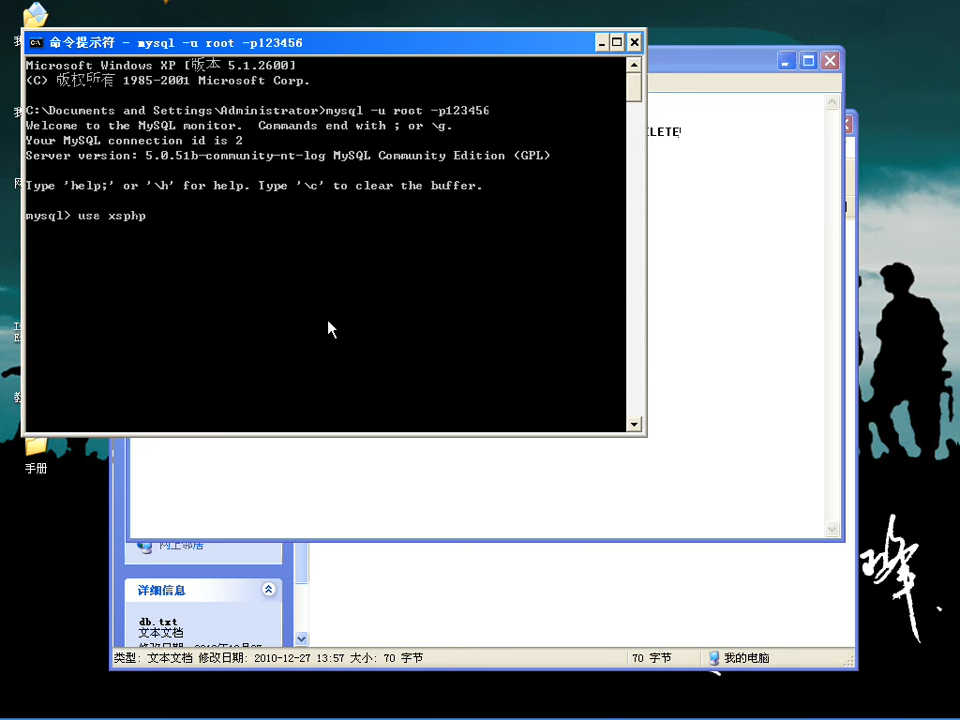 命令提示符 - mysql -u root -p123456
Microsoft Windows XP [版本 5.1.2600]
(C) 版权所有 1985-2001 Microsoft Corp.
C:\Documents and Settings\Administrator>mysql -u root -p123456
Welcome to the MySQL monitor.  Commands end with ; or \g.
Your MySQL connection id is 2
Server version: 5.0.51b-community-nt-log MySQL Community Edition (GPL)
Type 'help;' or '\h' for help. Type '\c' to clear the buffer.
mysql> use xsphp
手册
网上邻居
详细信息
db.txt
文本文档
类型: 文本文档 修改日期: 2010-12-27 13:57 大小: 70 字节
70 字节
我的电脑